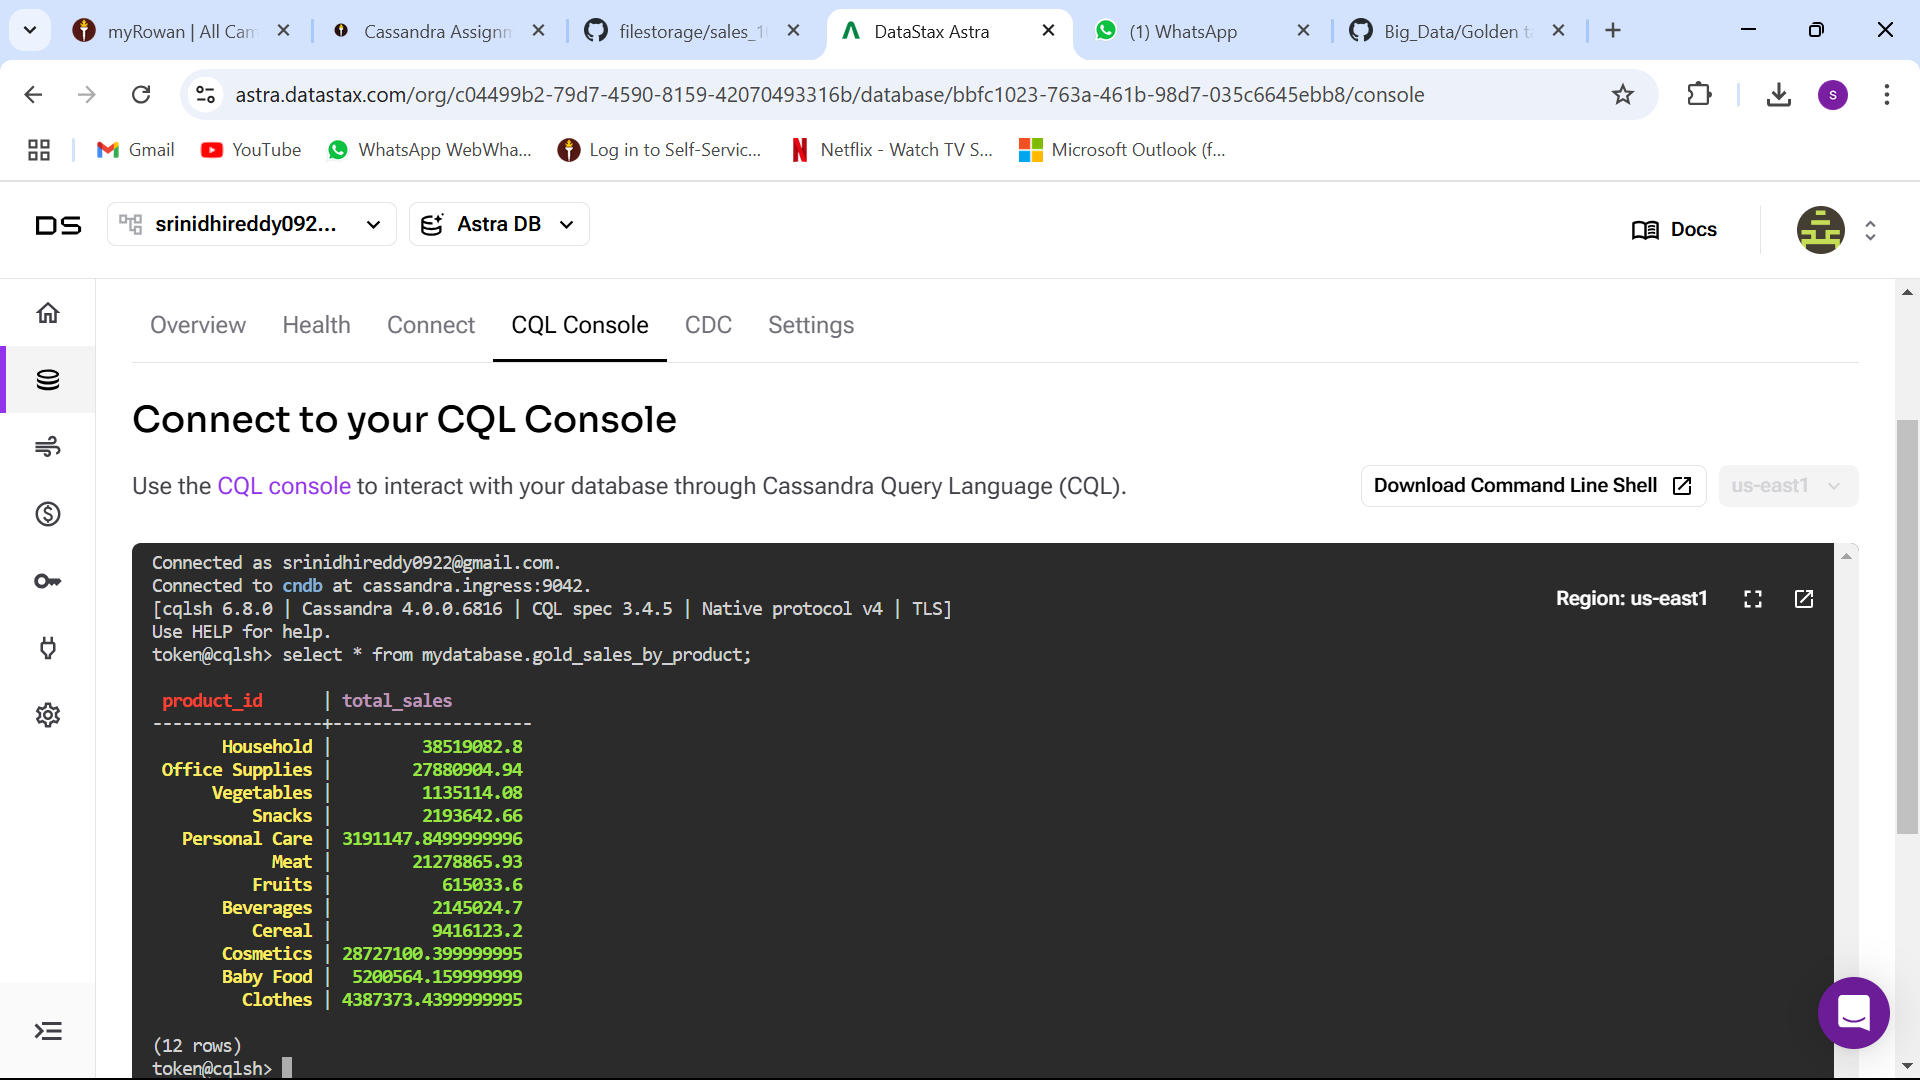 myRowan | All Cam
Cassandra Assignm
filestorage/sales_1
DataStax Astra
(1) WhatsApp
Big_Data/Golden t
astra.datastax.com/org/c04499b2-79d7-4590-8159-42070493316b/database/bbfc1023-763a-461b-98d7-035c6645ebb8/console
s
Gmail
YouTube
WhatsApp WebWha...
Log in to Self-Servic...
Netflix - Watch TV S...
Microsoft Outlook (f...
DS
srinidhireddy092...
Astra DB
Docs
Overview
Health
Connect
CQL Console
CDC
Settings
Connect to your CQL Console
Use the CQL console to interact with your database through Cassandra Query Language (CQL).
Download Command Line Shell
us-east1
Connected as srinidhireddy0922@gmail.com.
Connected to cndb at cassandra.ingress:9042.
[cqlsh 6.8.0 | Cassandra 4.0.0.6816 | CQL spec 3.4.5 | Native protocol v4 | TLS]
Region: us-east1
Use HELP for help.
token@cqlsh> select * from mydatabase.gold_sales_by_product;
product_id | total_sales
-----------------+--------------------
Household | 38519082.8
Office Supplies | 27880904.94
Vegetables | 1135114.08
Snacks | 2193642.66
Personal Care | 3191147.8499999996
Meat | 21278865.93
Fruits | 615033.6
Beverages | 2145024.7
Cereal | 9416123.2
Cosmetics | 28727100.399999995
Baby Food | 5200564.159999999
Clothes | 4387373.4399999995
(12 rows)
token@cqlsh>